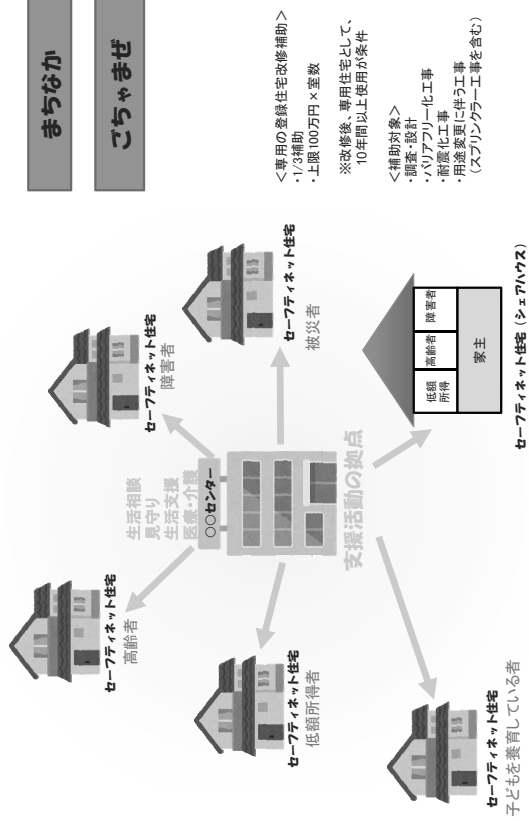 まちなか
ごちゃまぜ
＜専用の登録住宅改修補助＞
・1/3補助
・上限100万円×室数
※改修後、専用住宅として、
10年間以上使用が条件
＜補助対象＞
・調査・設計
・バリアフリー化工事
・耐震化工事
・用途変更に伴う工事
（スプリンクラー工事を含む）
セーフティネット住宅
高齢者
生活相談
見守り
生活支援
医療・介護
○○センター
支援活動の拠点
セーフティネット住宅
障害者
セーフティネット住宅
被災者
セーフティネット住宅
低額所得者
セーフティネット住宅
子どもを養育している者
低額
所得
高齢者
障害者
家主
セーフティネット住宅（シェアハウス）